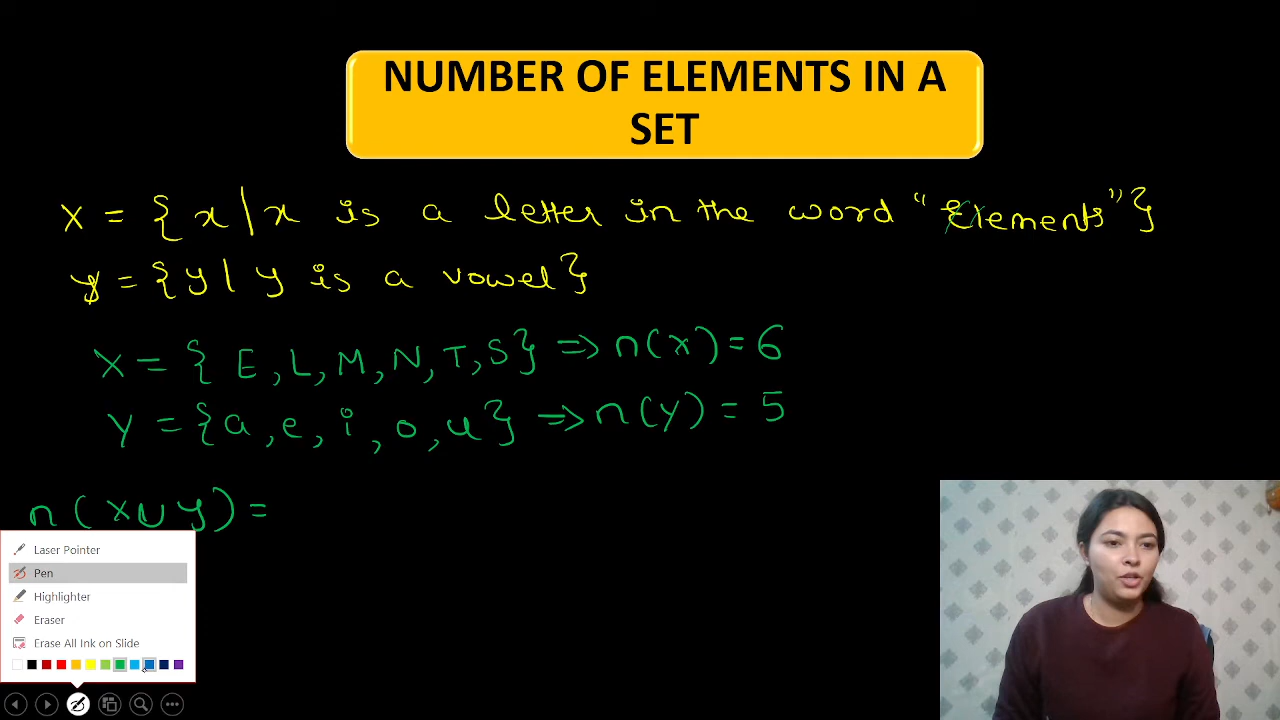 NUMBER OF ELEMENTS IN A
SET
X = { x | x is a letter in the word “Elements”}
y = {y | y is a vowel}
X = { E, L, M, N, T, S} => n(x) = 6
Y = {a, e, i, o, u} => n(y) = 5
n ( X ∪ y ) =
Laser Pointer
Pen
Highlighter
Eraser
Erase All Ink on Slide